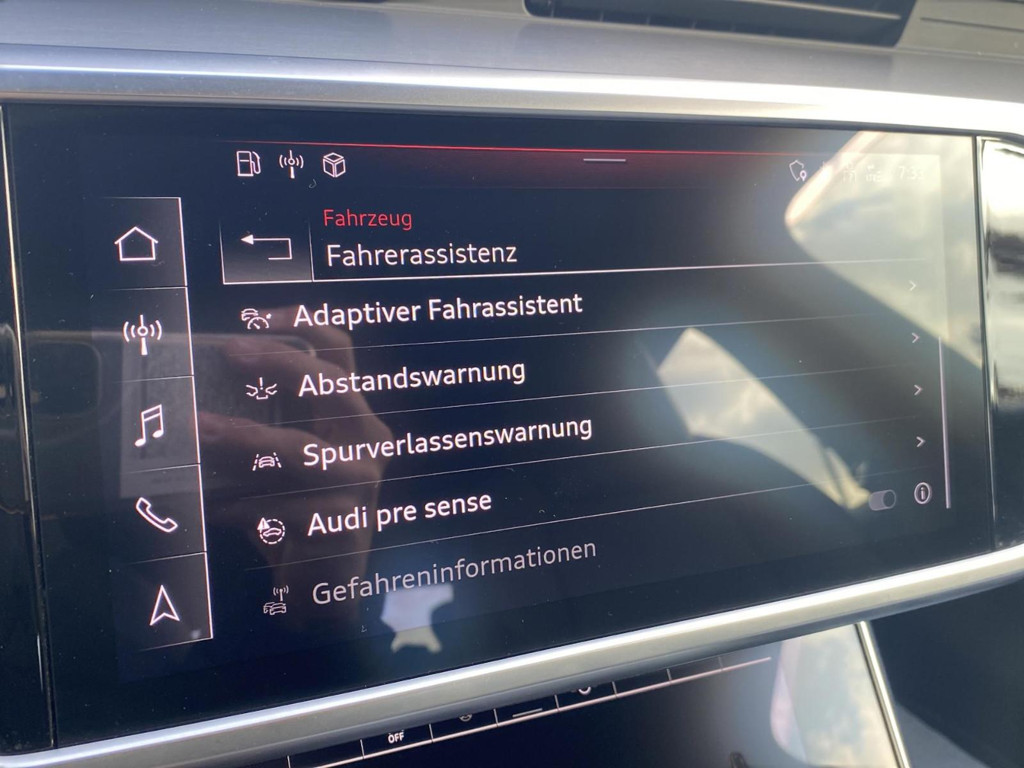 Fahrzeug
Fahrerassistenz
Adaptiver Fahrassistent
Abstandswarnung
Spurverlassenswarnung
Audi pre sense
Gefahreninformationen
OFF